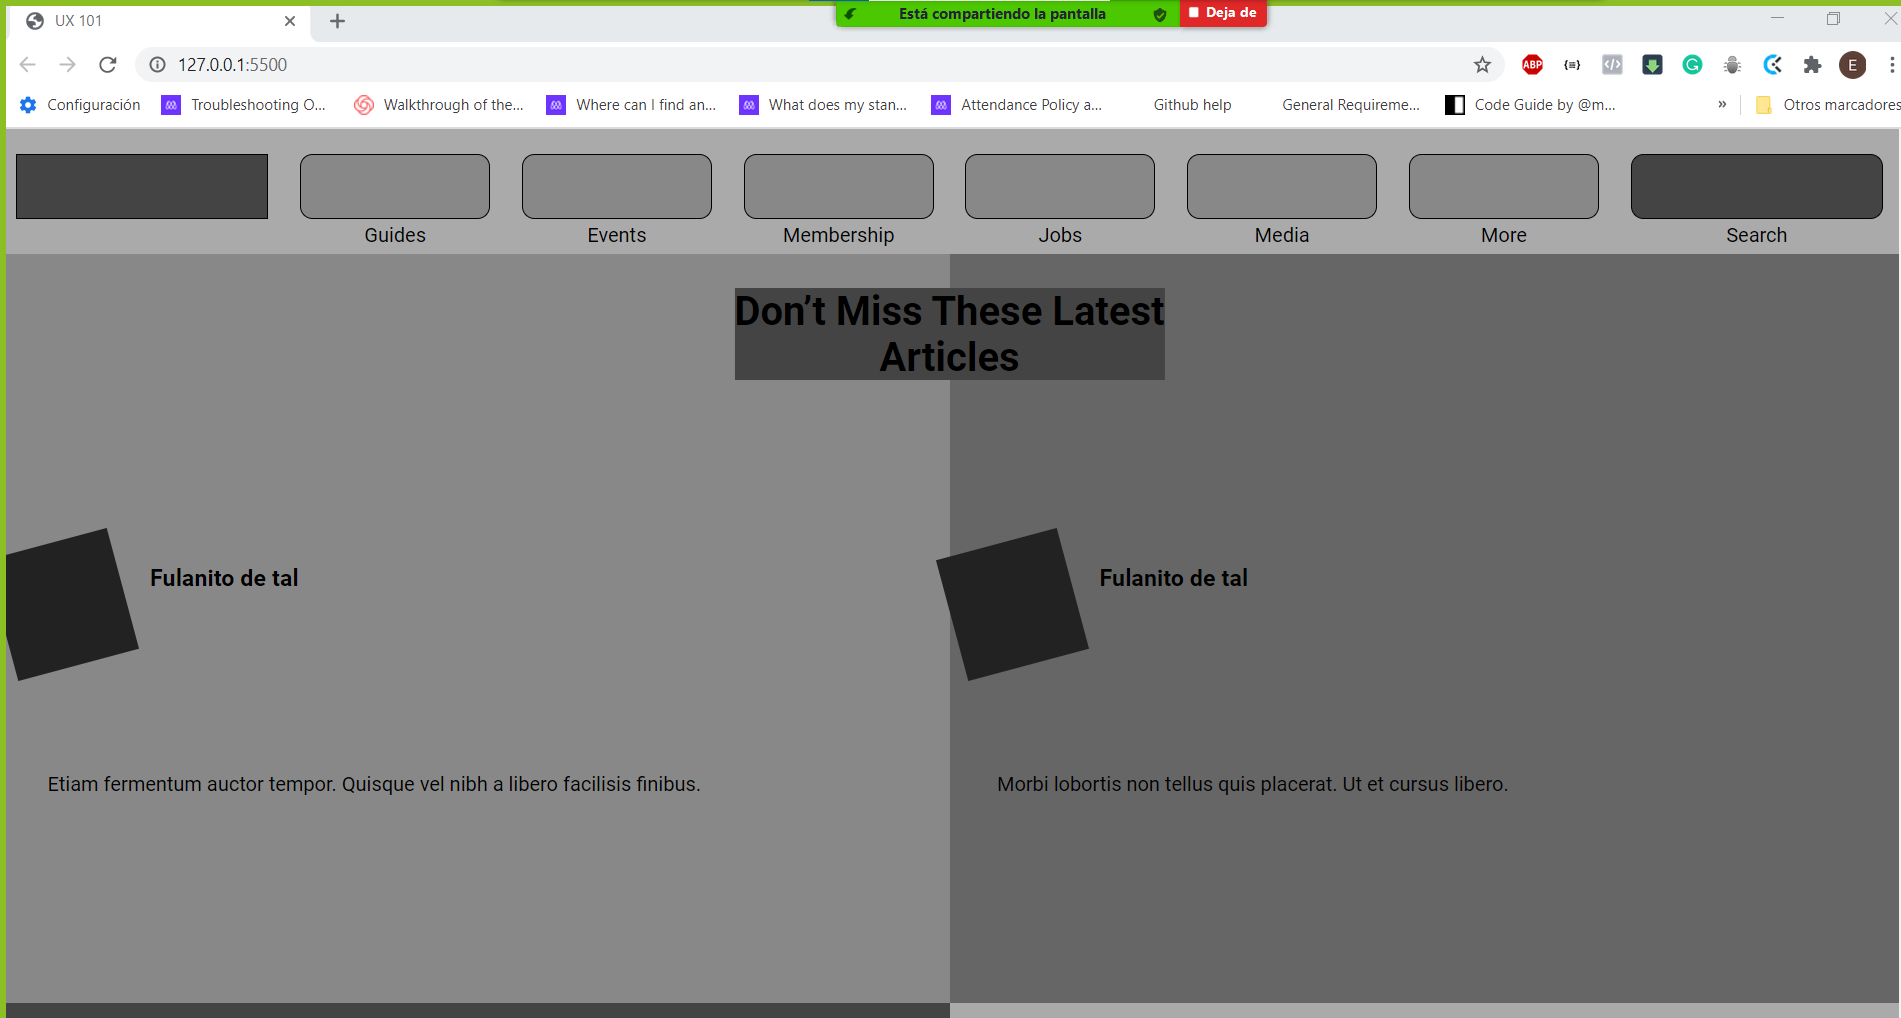 UX 101
Está compartiendo la pantalla
Deja de
127.0.0.1:5500
ABP
E
Configuración
Troubleshooting O...
Walkthrough of the...
Where can I find an...
What does my stan...
Attendance Policy a...
Github help
General Requireme...
Code Guide by @m...
»
Otros marcadores
Guides
Events
Membership
Jobs
Media
More
Search
Don’t Miss These Latest
Articles
Fulanito de tal
Fulanito de tal
Etiam fermentum auctor tempor. Quisque vel nibh a libero facilisis finibus.
Morbi lobortis non tellus quis placerat. Ut et cursus libero.